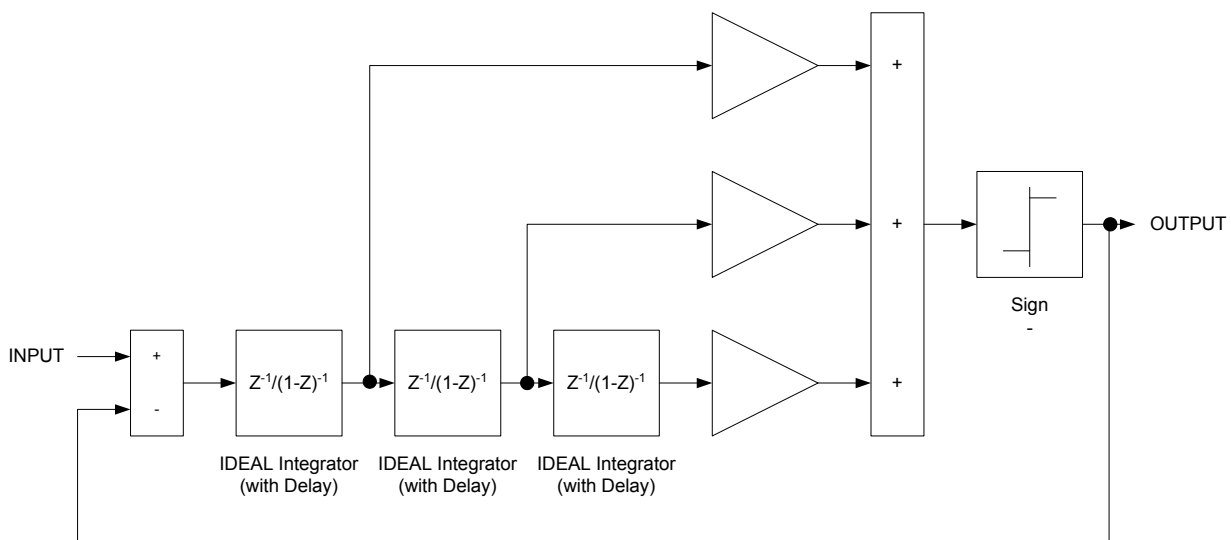 +
+
+
OUTPUT
Sign
-
INPUT
+
-
Z⁻¹/(1-Z)⁻¹
Z⁻¹/(1-Z)⁻¹
Z⁻¹/(1-Z)⁻¹
+
IDEAL Integrator
(with Delay)
IDEAL Integrator
(with Delay)
IDEAL Integrator
(with Delay)